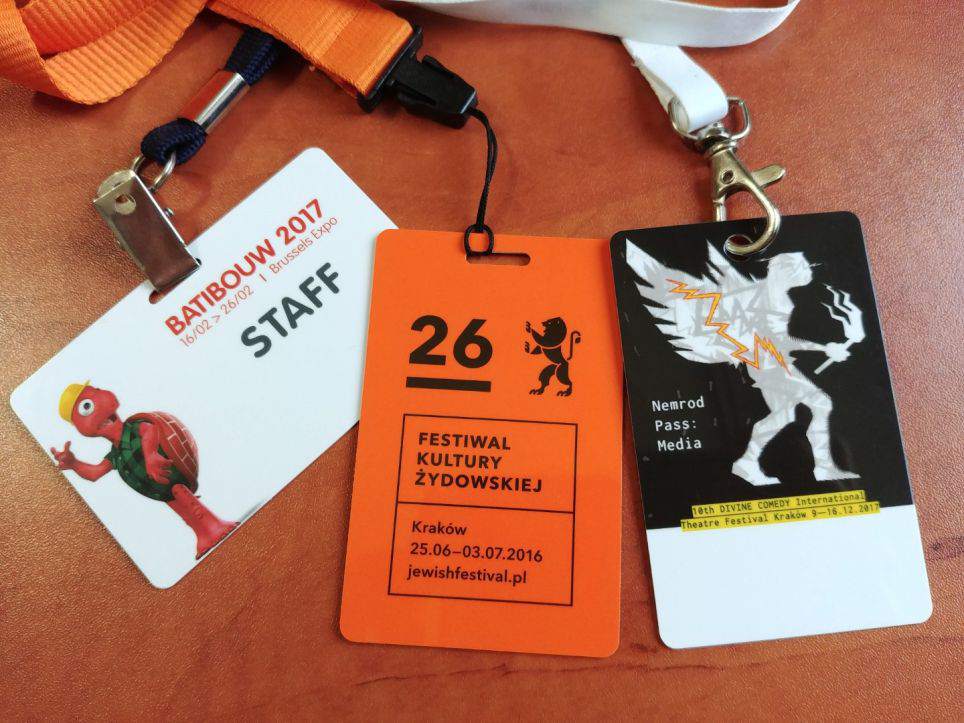 BATIBOUW 2017
16/02 > 26/02 I Brussels Expo
STAFF
26
FESTIWAL
KULTURY
ŻYDOWSKIEJ
Kraków
25.06–03.07.2016
jewishfestival.pl
Nemrod
Pass:
Media
10th DIVINE COMEDY International
Theatre Festival Kraków 9—16.12.2017